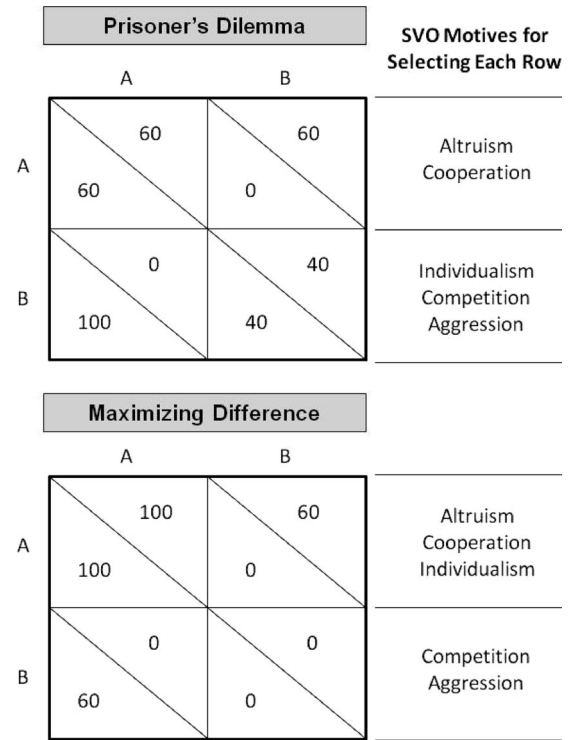 Prisoner's Dilemma
SVO Motives for
Selecting Each Row
A B
A
60 60
60 0
Altruism
Cooperation
B
0 40
100 40
Individualism
Competition
Aggression
Maximizing Difference
A B
A
100 60
100 0
Altruism
Cooperation
Individualism
B
0 0
60 0
Competition
Aggression